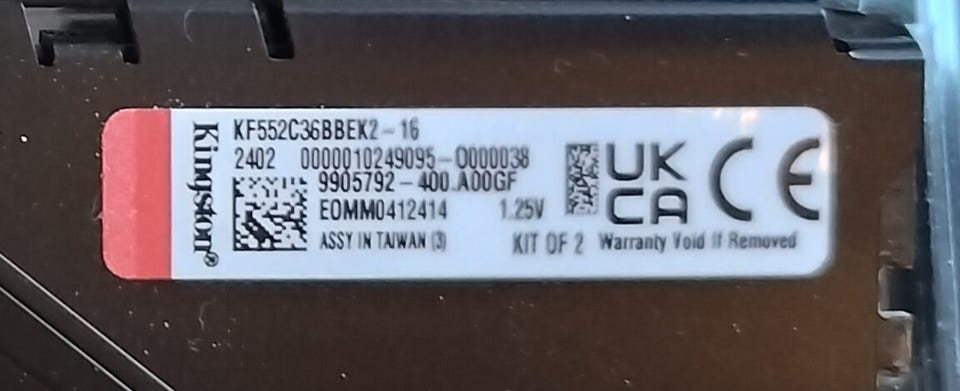 Kingston®
KF552C36BBEK2-16
2402 0000010249095-O000038
9905792-400.A00GF
EOMM0412414 1.25V
ASSY IN TAIWAN (3) KIT OF 2 Warranty Void If Removed
UK
CA
CE